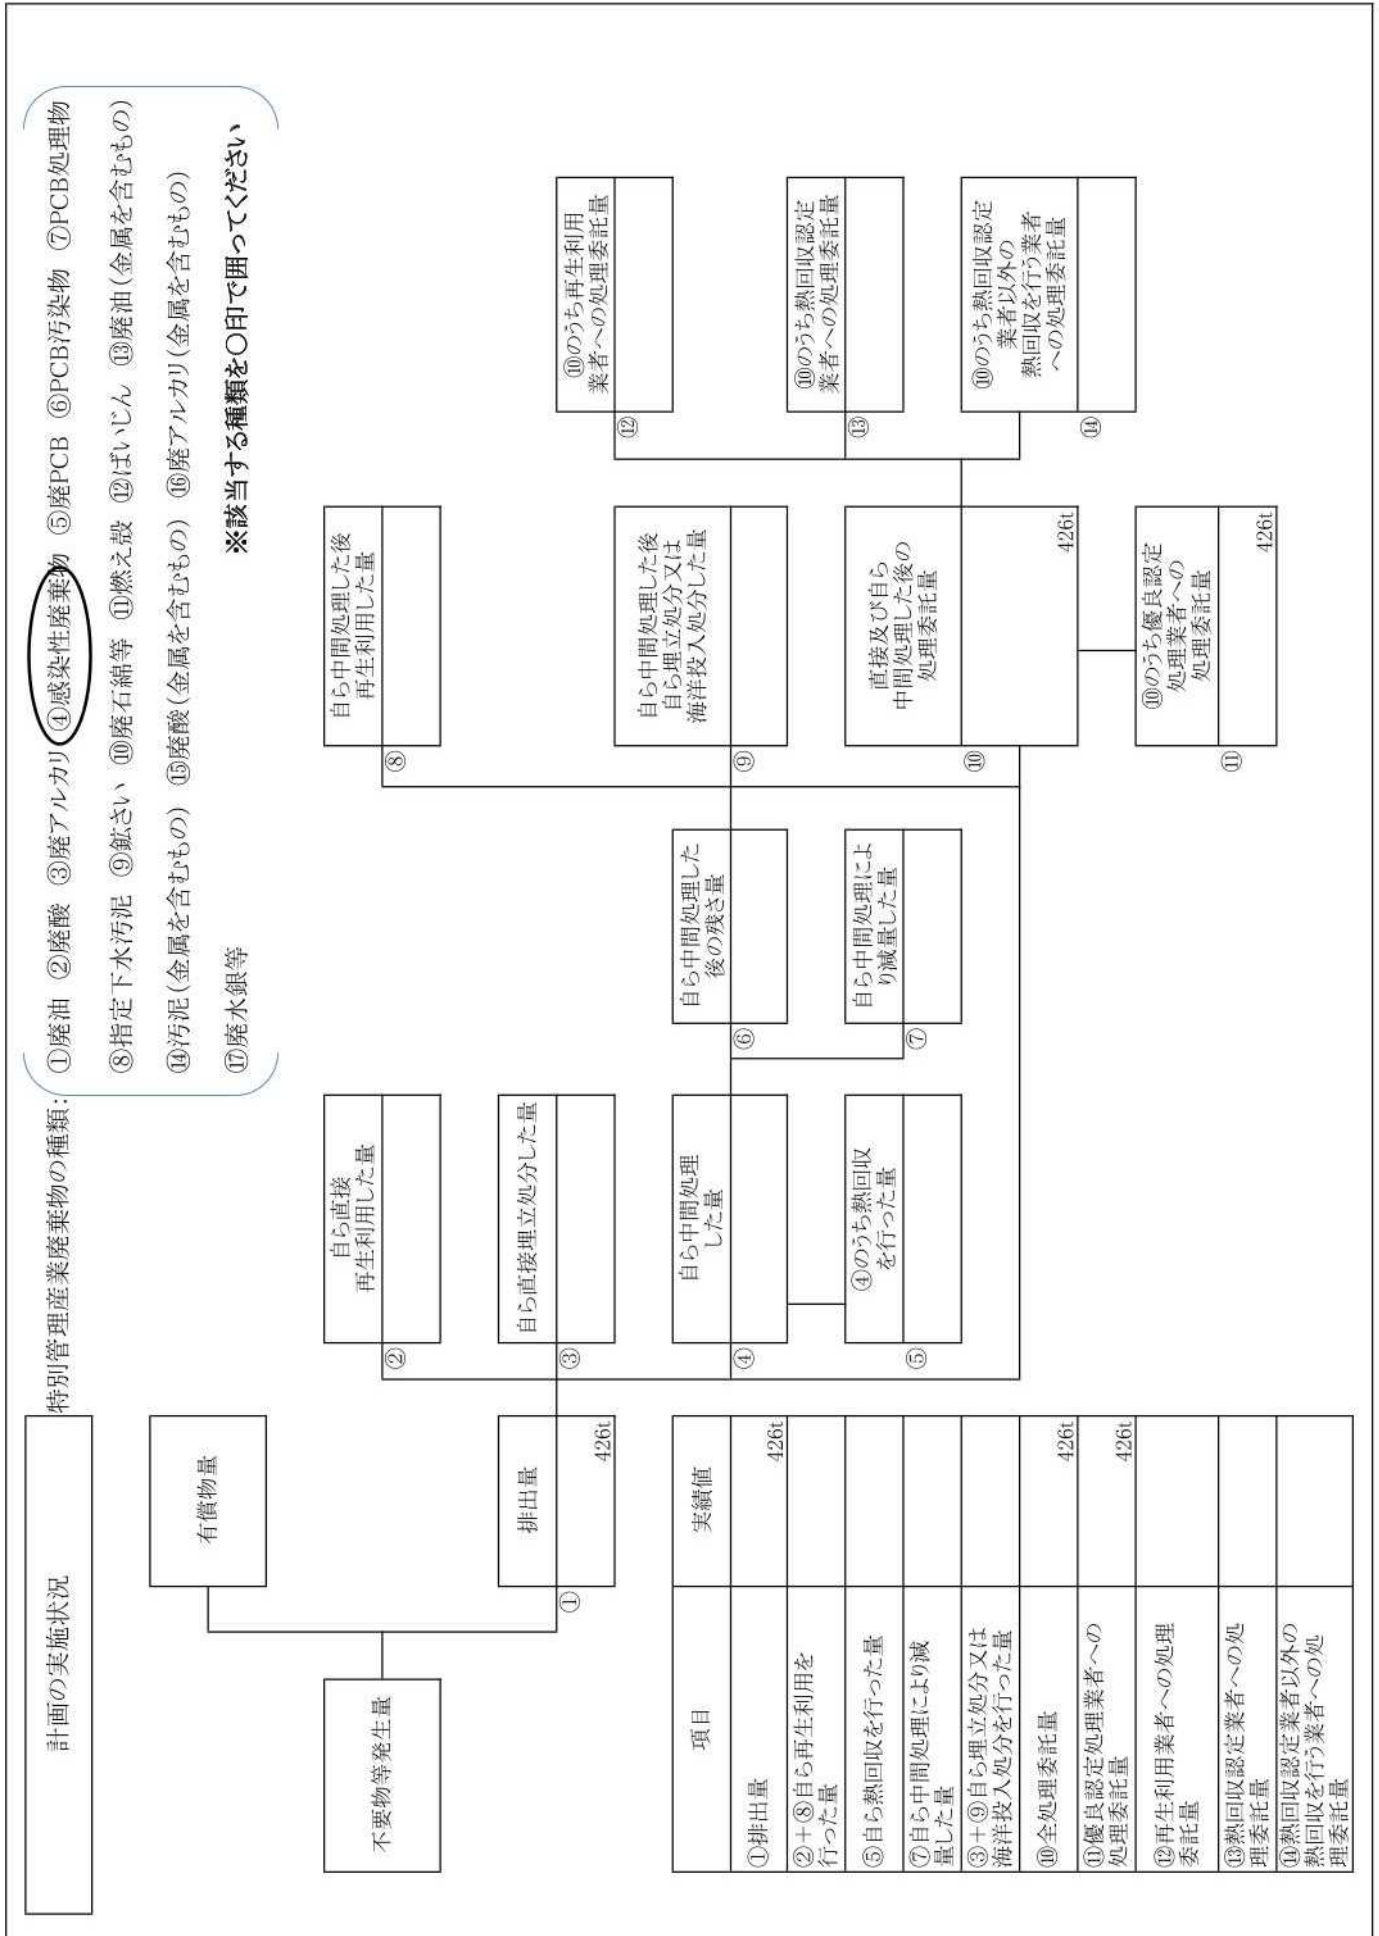 計画の実施状況
特別管理産業廃棄物の種類:
①廃油 ②廃酸 ③廃アルカリ ④感染性廃棄物 ⑤廃PCB ⑥PCB汚染物 ⑦PCB処理物
⑧指定下水汚泥 ⑨鉱さい ⑩廃石綿等 ⑪燃え殻 ⑫ばいじん ⑬廃油(金属を含むもの)
⑭汚泥(金属を含むもの) ⑮廃酸(金属を含むもの) ⑯廃アルカリ(金属を含むもの)
⑰廃水銀等
※該当する種類を〇印で囲ってください
不要物等発生量
有償物量
①
排出量
426t
②
自ら直接
再生利用した量
③
自ら直接埋立処分した量
④
自ら中間処理
した量
⑤
④のうち熱回収
を行った量
⑥
自ら中間処理した
後の残さ量
⑦
自ら中間処理によ
り減量した量
⑧
自ら中間処理した後
再生利用した量
⑨
自ら中間処理した後
自ら埋立処分又は
海洋投入処分した量
⑩
直接及び自ら
中間処理した後の
処理委託量
426t
⑪
⑩のうち優良認定
処理業者への
処理委託量
426t
⑫
⑩のうち再生利用
業者への処理委託量
⑬
⑩のうち熱回収認定
業者への処理委託量
⑭
⑩のうち熱回収認定
業者以外の
熱回収を行う業者
への処理委託量
項目 実績値
①排出量 426t
②+⑧自ら再生利用を
行った量
⑤自ら熱回収を行った量
⑦自ら中間処理により減
量した量
③+⑨自ら埋立処分又は
海洋投入処分を行った量
⑩全処理委託量 426t
⑪優良認定処理業者への
処理委託量 426t
⑫再生利用業者への処理
委託量
⑬熱回収認定業者への処
理委託量
⑭熱回収認定業者以外の
熱回収を行う業者への処
理委託量